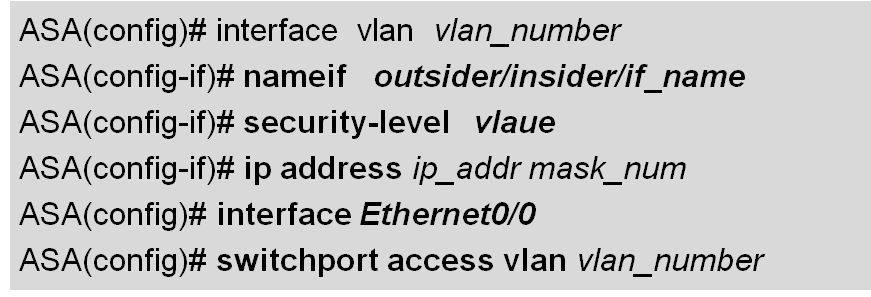 ASA(config)# interface vlan vlan_number
ASA(config-if)# nameif outsider/insider/if_name
ASA(config-if)# security-level vlaue
ASA(config-if)# ip address ip_addr mask_num
ASA(config)# interface Ethernet0/0
ASA(config)# switchport access vlan vlan_number